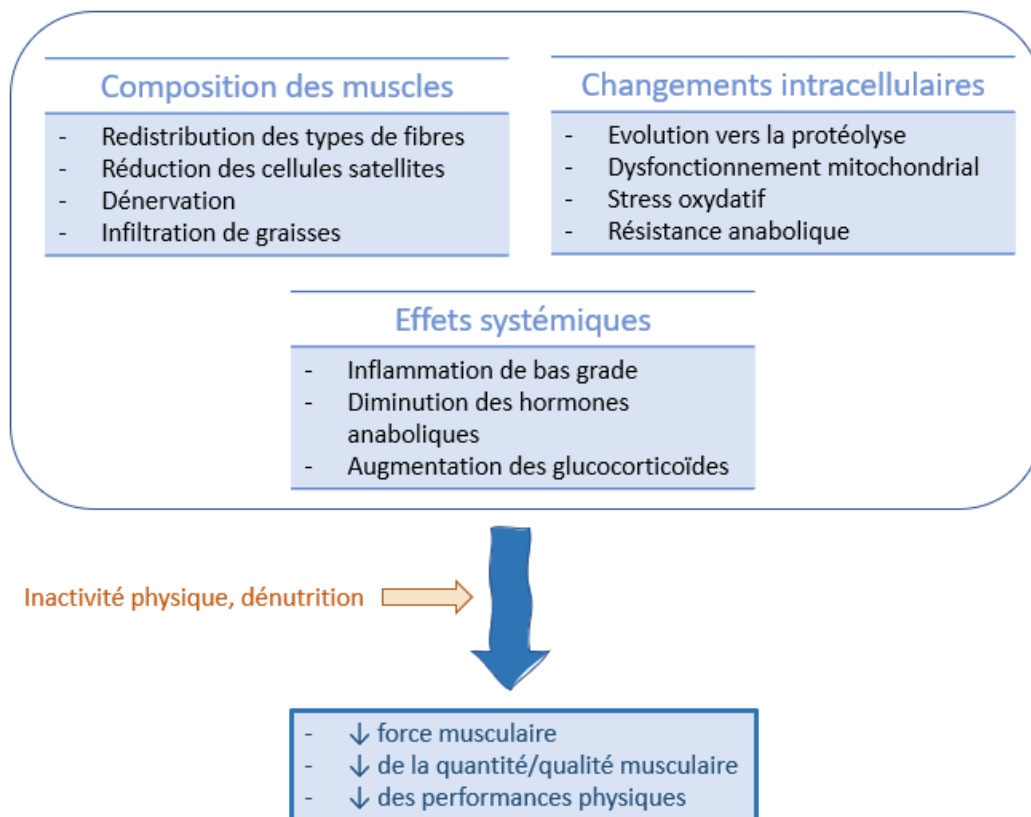 Composition des muscles
- Redistribution des types de fibres
- Réduction des cellules satellites
- Dénervation
- Infiltration de graisses
Changements intracellulaires
- Evolution vers la protéolyse
- Dysfonctionnement mitochondrial
- Stress oxydatif
- Résistance anabolique
Effets systémiques
- Inflammation de bas grade
- Diminution des hormones
anaboliques
- Augmentation des glucocorticoïdes
Inactivité physique, dénutrition
- ↓ force musculaire
- ↓ de la quantité/qualité musculaire
- ↓ des performances physiques